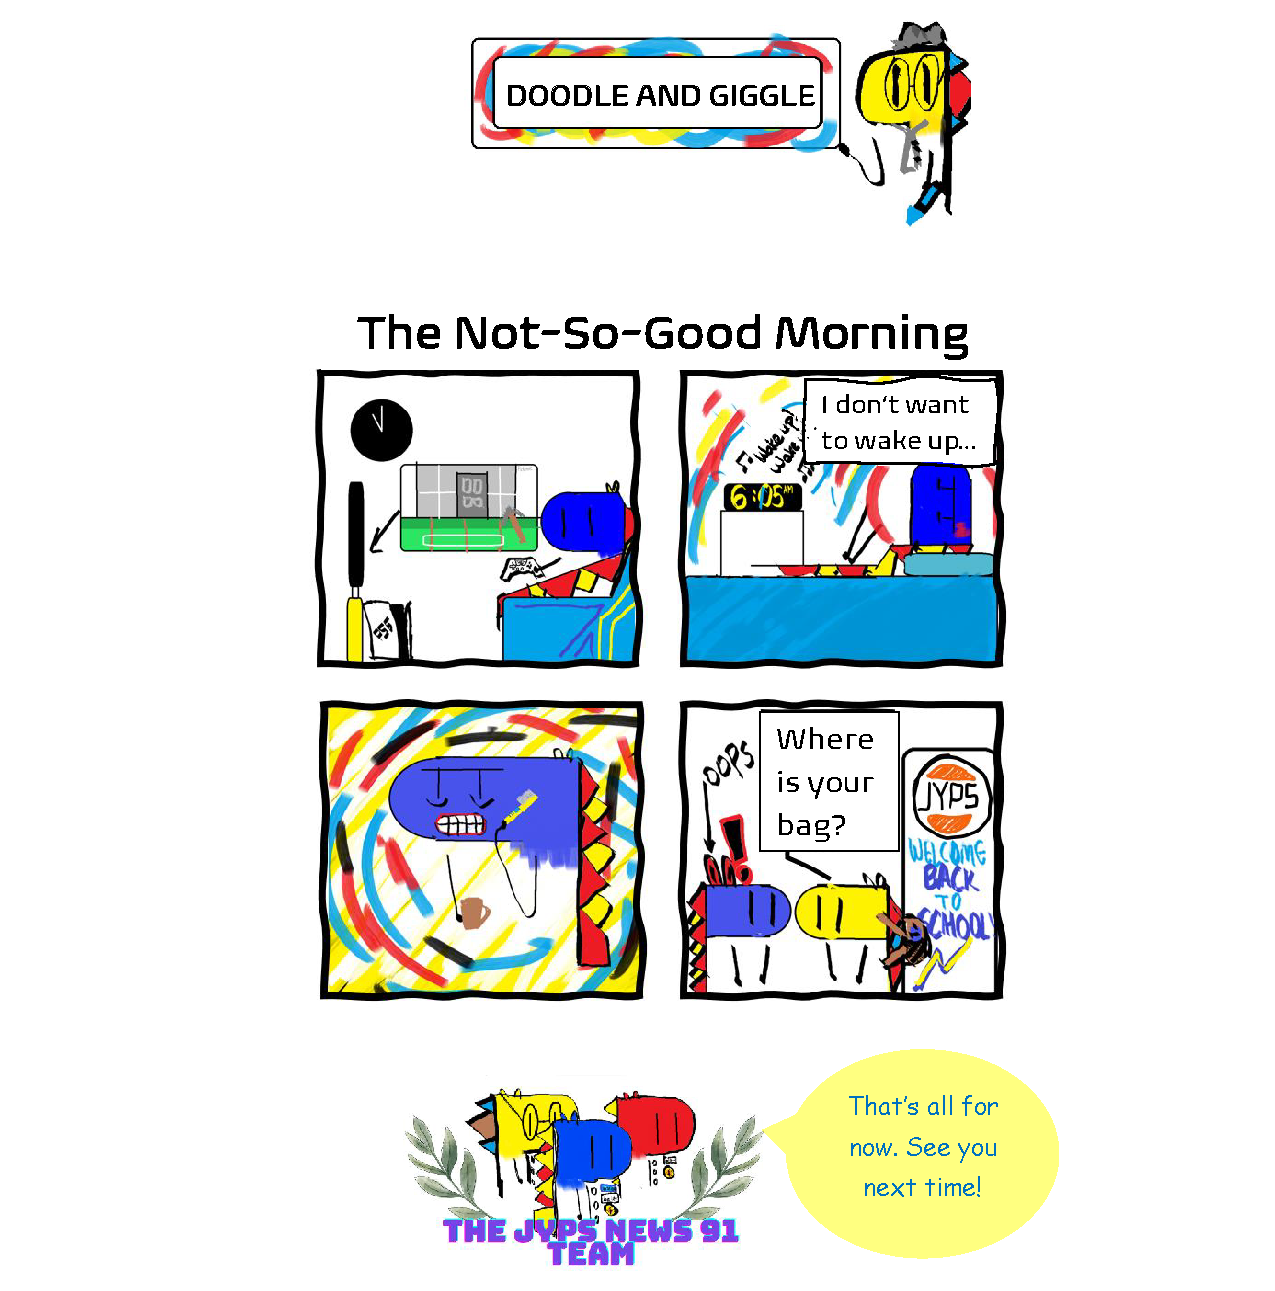 DOODLE AND GIGGLE
The Not-So-Good Morning
I don't want
to wake up...
Wake up!
Wake
6:05 AM
OOPS
Where
is your
bag?
JYPS
WELCOME
BACK
TO
SCHOOL
That's all for
now. See you
next time!
THE JYPS NEWS 91
TEAM